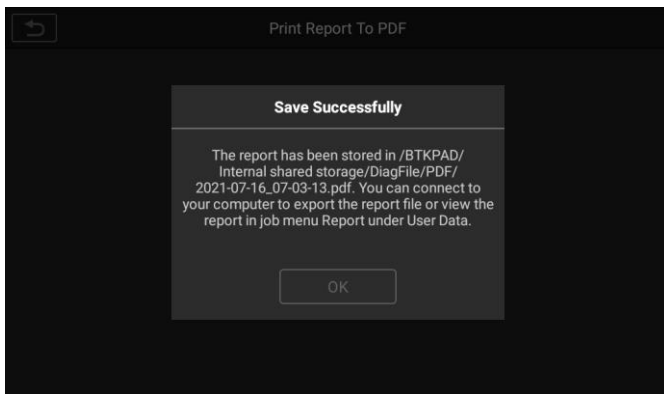 Print Report To PDF
Save Successfully
The report has been stored in /BTKPAD/
Internal shared storage/DiagFile/PDF/
2021-07-16_07-03-13.pdf. You can connect to
your computer to export the report file or view the
report in job menu Report under User Data.
OK